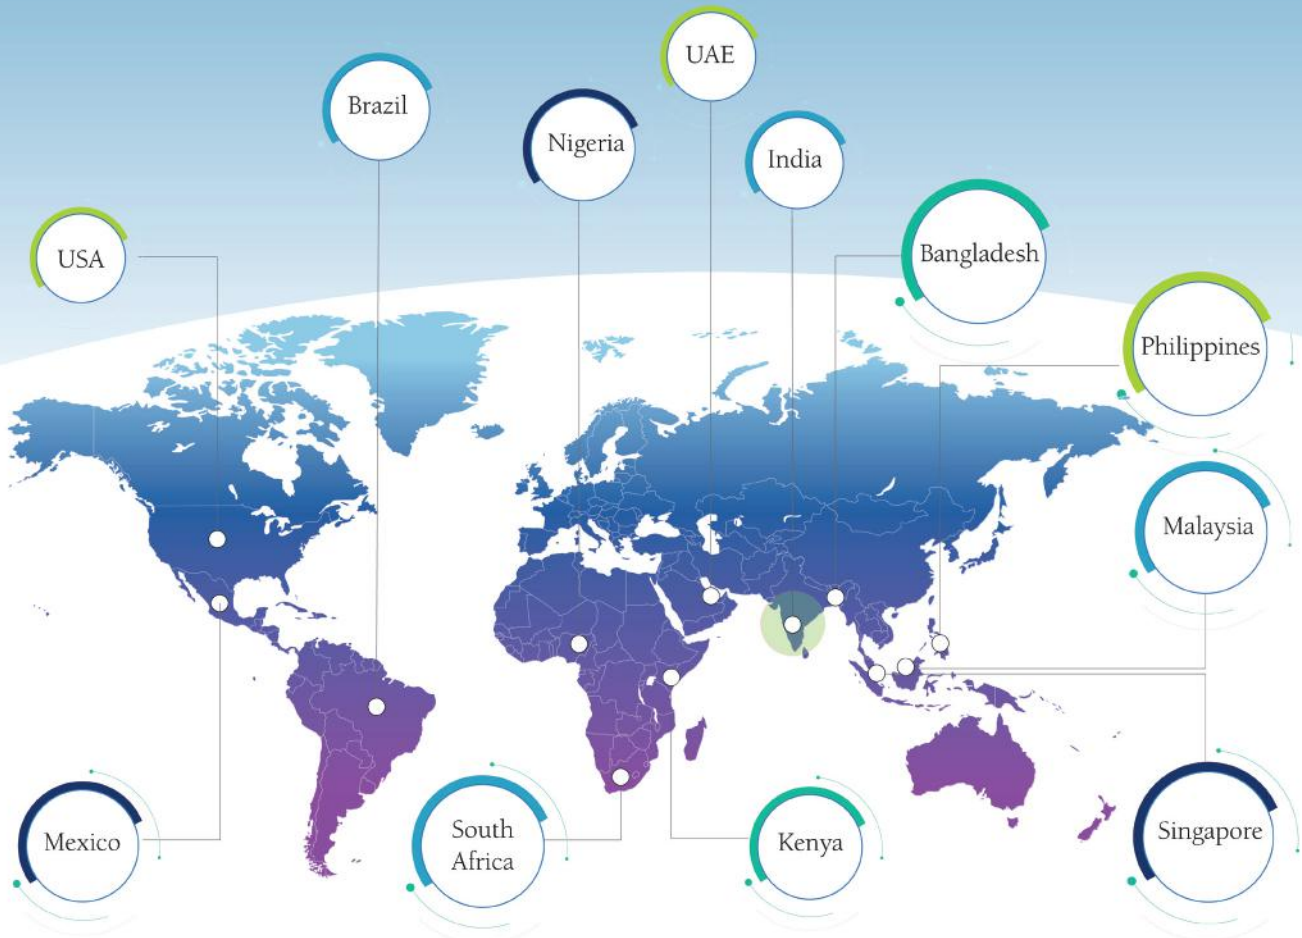 UAE
Brazil
Nigeria
India
USA
Bangladesh
Philippines
Malaysia
Mexico
South
Africa
Kenya
Singapore